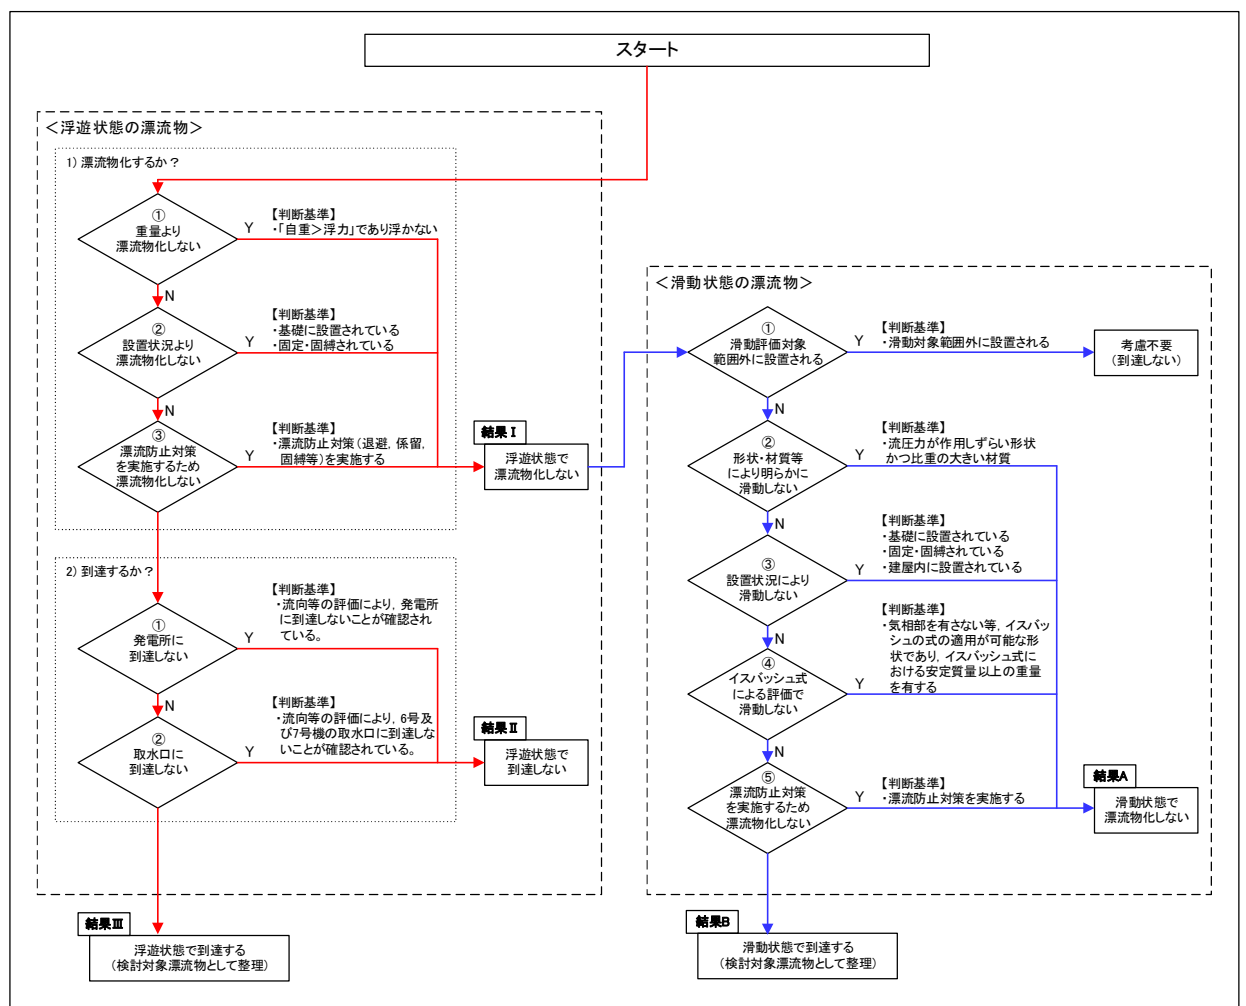 スタート
＜浮遊状態の漂流物＞
1) 漂流物化するか？
①
重量より
漂流物化しない
Y
【判断基準】
・「自重＞浮力」であり浮かない
N
②
設置状況より
漂流物化しない
Y
【判断基準】
・基礎に設置されている
・固定・固縛されている
N
③
漂流防止対策
を実施するため
漂流物化しない
Y
【判断基準】
・漂流防止対策（退避，係留，
固縛等）を実施する
結果Ⅰ
浮遊状態で
漂流物化しない
2) 到達するか？
①
発電所に
到達しない
Y
【判断基準】
・流向等の評価により，発電所
に到達しないことが確認され
ている。
N
②
取水口に
到達しない
Y
【判断基準】
・流向等の評価により，6号及
び7号機の取水口に到達しな
いことが確認されている。
結果Ⅱ
浮遊状態で
到達しない
結果Ⅲ
浮遊状態で到達する
（検討対象漂流物として整理）
＜滑動状態の漂流物＞
①
滑動評価対象
範囲外に設置される
Y
【判断基準】
・滑動対象範囲外に設置される
考慮不要
（到達しない）
N
②
形状・材質等
により明らかに
滑動しない
Y
【判断基準】
・流圧力が作用しずらい形状
かつ比重の大きい材質
N
③
設置状況により
滑動しない
Y
【判断基準】
・基礎に設置されている
・固定・固縛されている
・建屋内に設置されている
N
④
イスバッシュ式
による評価で
滑動しない
Y
【判断基準】
・気相部を有さない等，イスバッ
シュの式の適用が可能な形
状であり，イスバッシュ式に
おける安定質量以上の重量
を有する
N
⑤
漂流防止対策
を実施するため
漂流物化しない
Y
【判断基準】
・漂流防止対策を実施する
結果A
滑動状態で
漂流物化しない
結果B
滑動状態で到達する
（検討対象漂流物として整理）